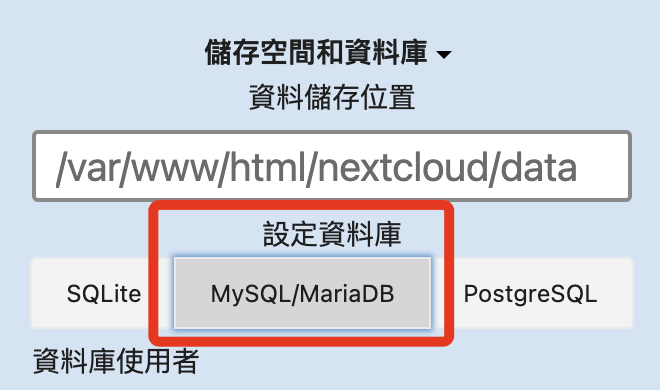 儲存空間和資料庫
資料儲存位置
/var/www/html/nextcloud/data
設定資料庫
SQLite MySQL/MariaDB PostgreSQL
資料庫使用者